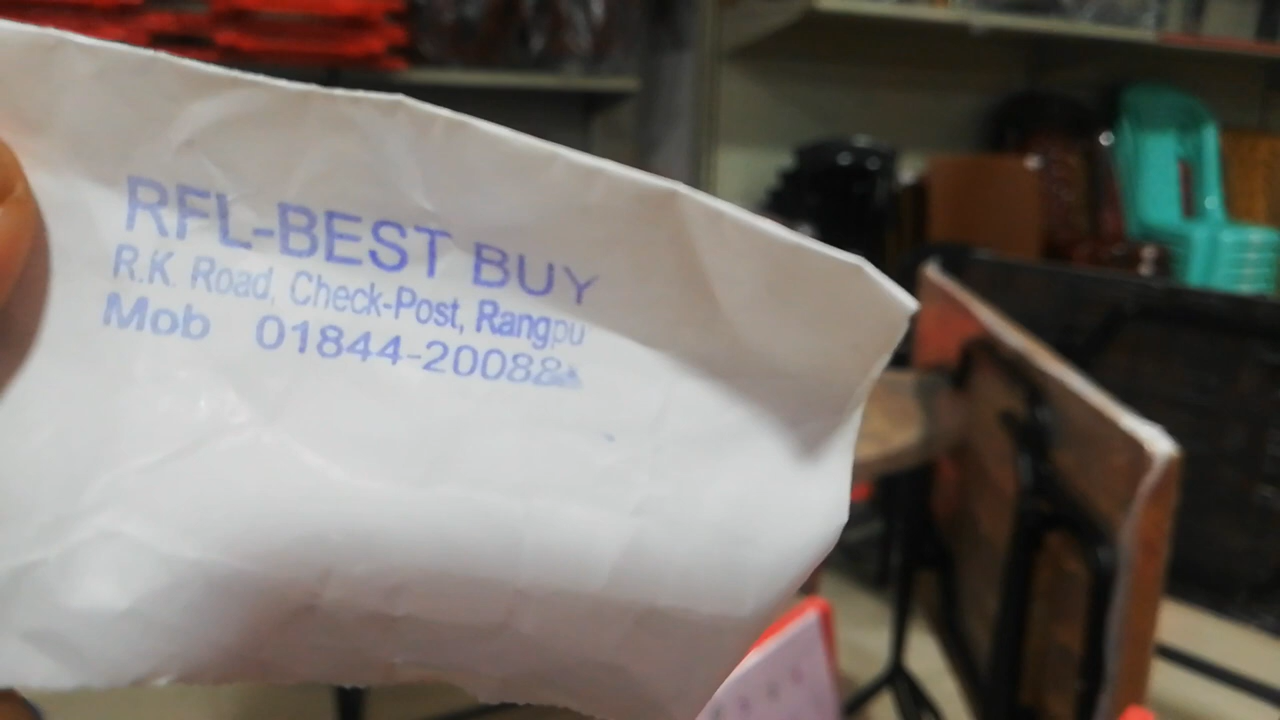 RFL-BEST BUY
R.K. Road, Check-Post, Rangpu
Mob 01844-20088